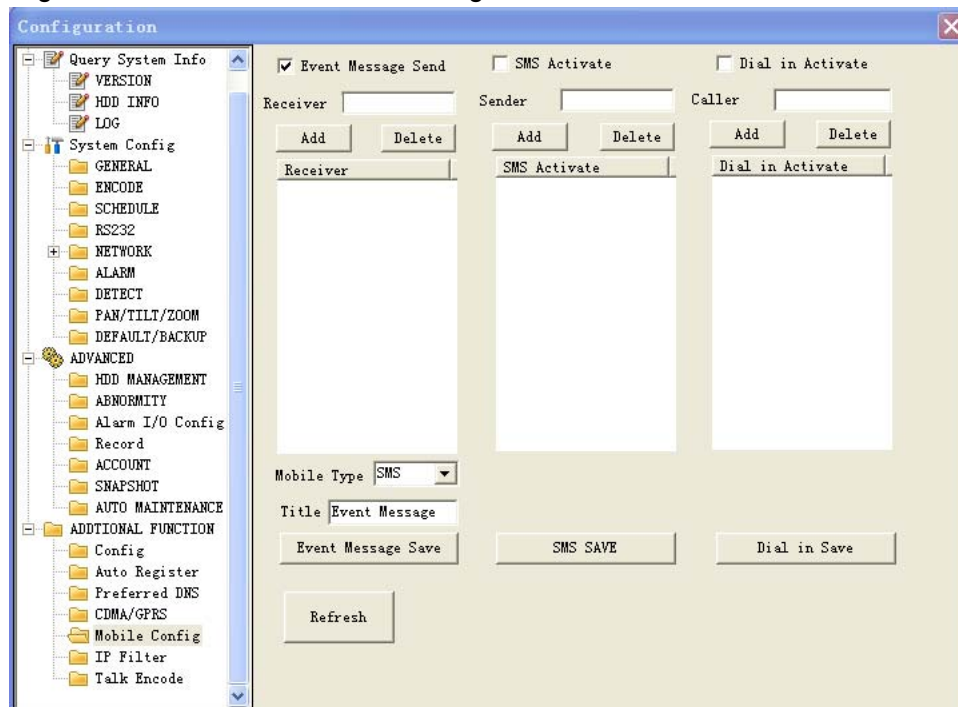 Configuration
Query System Info
VERSION
HDD INFO
LOG
System Config
GENERAL
ENCODE
SCHEDULE
RS232
NETWORK
ALARM
DETECT
PAN/TILT/ZOOM
DEFAULT/BACKUP
ADVANCED
HDD MANAGEMENT
ABNORMITY
Alarm I/O Config
Record
ACCOUNT
SNAPSHOT
AUTO MAINTENANCE
ADDTIONAL FUNCTION
Config
Auto Register
Preferred DNS
CDMA/GPRS
Mobile Config
IP Filter
Talk Encode
Event Message Send
Receiver
Add Delete
Receiver
Mobile Type SMS
Title Event Message
Event Message Save
Refresh
SMS Activate
Sender
Add Delete
SMS Activate
SMS SAVE
Dial in Activate
Caller
Add Delete
Dial in Activate
Dial in Save